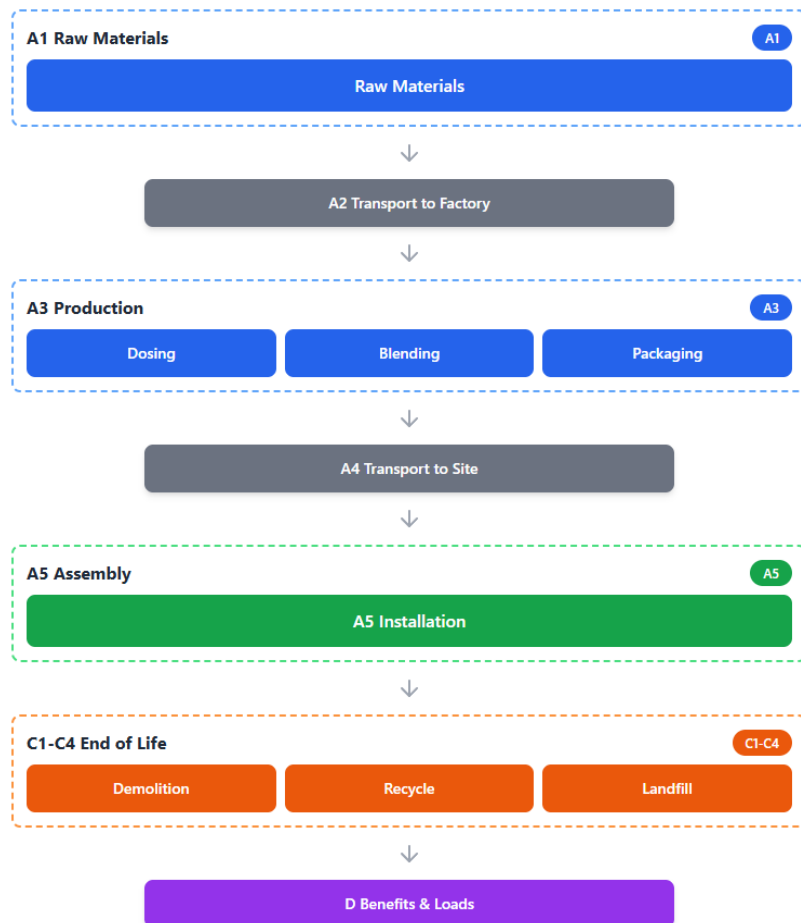 A1 Raw Materials A1
Raw Materials
A2 Transport to Factory
A3 Production A3
Dosing Blending Packaging
A4 Transport to Site
A5 Assembly A5
A5 Installation
C1-C4 End of Life C1-C4
Demolition Recycle Landfill
D Benefits & Loads